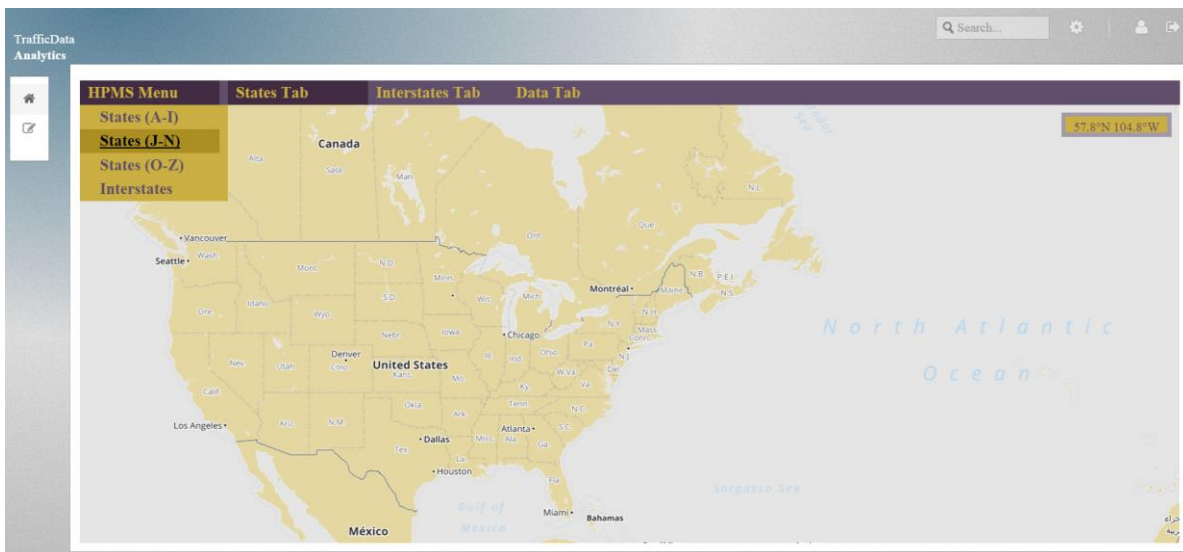 Search...
TrafficData
Analytics
HPMS Menu States Tab Interstates Tab Data Tab
States (A-I)
States (J-N)
States (O-Z)
Interstates
57.8°N 104.8°W
Canada
Alta.
Sask.
Man.
N.L.
Ont.
Que.
Vancouver
Seattle
Wash.
Mont.
N.D.
Minn.
N.B.
P.E.I.
N.S.
Montréal
Maine
Ore.
Idaho
Wyo.
S.D.
Wis.
Mich.
N.H.
N.Y.
Mass.
Conn.
North Atlantic
Ocean
Nebr.
Iowa
Chicago
Pa.
N.J.
Nev.
Utah
Denver
Colo.
United States
Kans.
Ill.
Ind.
Ohio
W.Va.
Del.
Calif.
Mo.
Ky.
Va.
Los Angeles
Ariz.
N.M.
Okla.
Ark.
Tenn.
N.C.
Atlanta
S.C.
Dallas
Miss.
Ala.
Ga.
Tex.
La.
Houston
Fla.
Sargasso Sea
Gulf of
Mexico
Miami
Bahamas
México